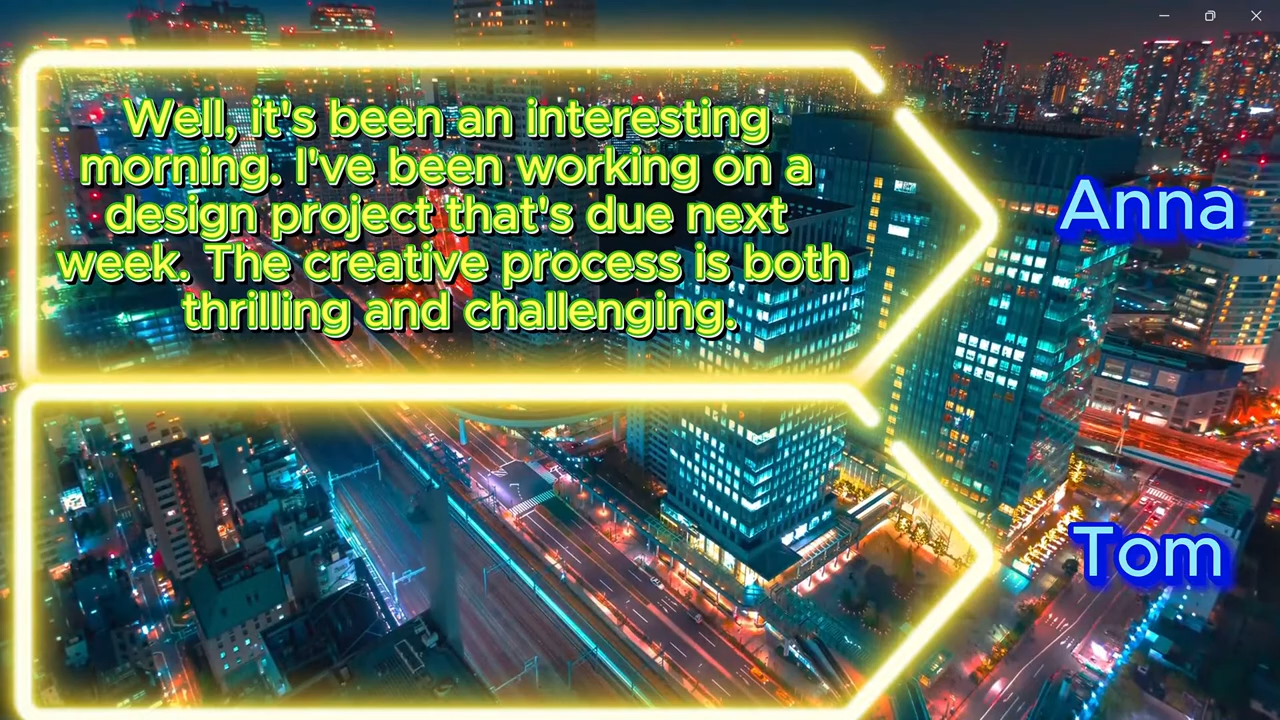 Well, it's been an interesting
morning. I've been working on a
design project that's due next
week. The creative process is both
thrilling and challenging.
Anna
Tom